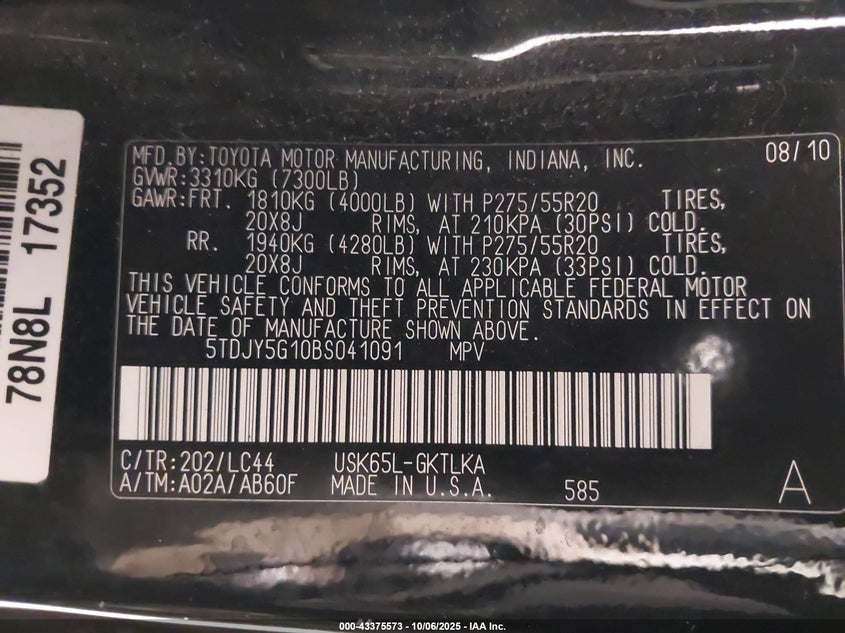 MFD.BY:TOYOTA MOTOR MANUFACTURING, INDIANA, INC. 08/10
GVWR:3310KG (7300LB)
GAWR:FRT. 1810KG (4000LB) WITH P275/55R20 TIRES,
20X8J RIMS, AT 210KPA (30PSI) COLD.
RR. 1940KG (4280LB) WITH P275/55R20 TIRES,
20X8J RIMS, AT 230KPA (33PSI) COLD.
THIS VEHICLE CONFORMS TO ALL APPLICABLE FEDERAL MOTOR
VEHICLE SAFETY AND THEFT PREVENTION STANDARDS IN EFFECT ON
THE DATE OF MANUFACTURE SHOWN ABOVE.
5TDJY5G10BS041091 MPV
C/TR:202/LC44 USK65L-GKTLKA
A/TM:A02A/AB60F MADE IN U.S.A. 585 A
78N8L 17352
000-43375573 - 10/06/2025 - IAA Inc.